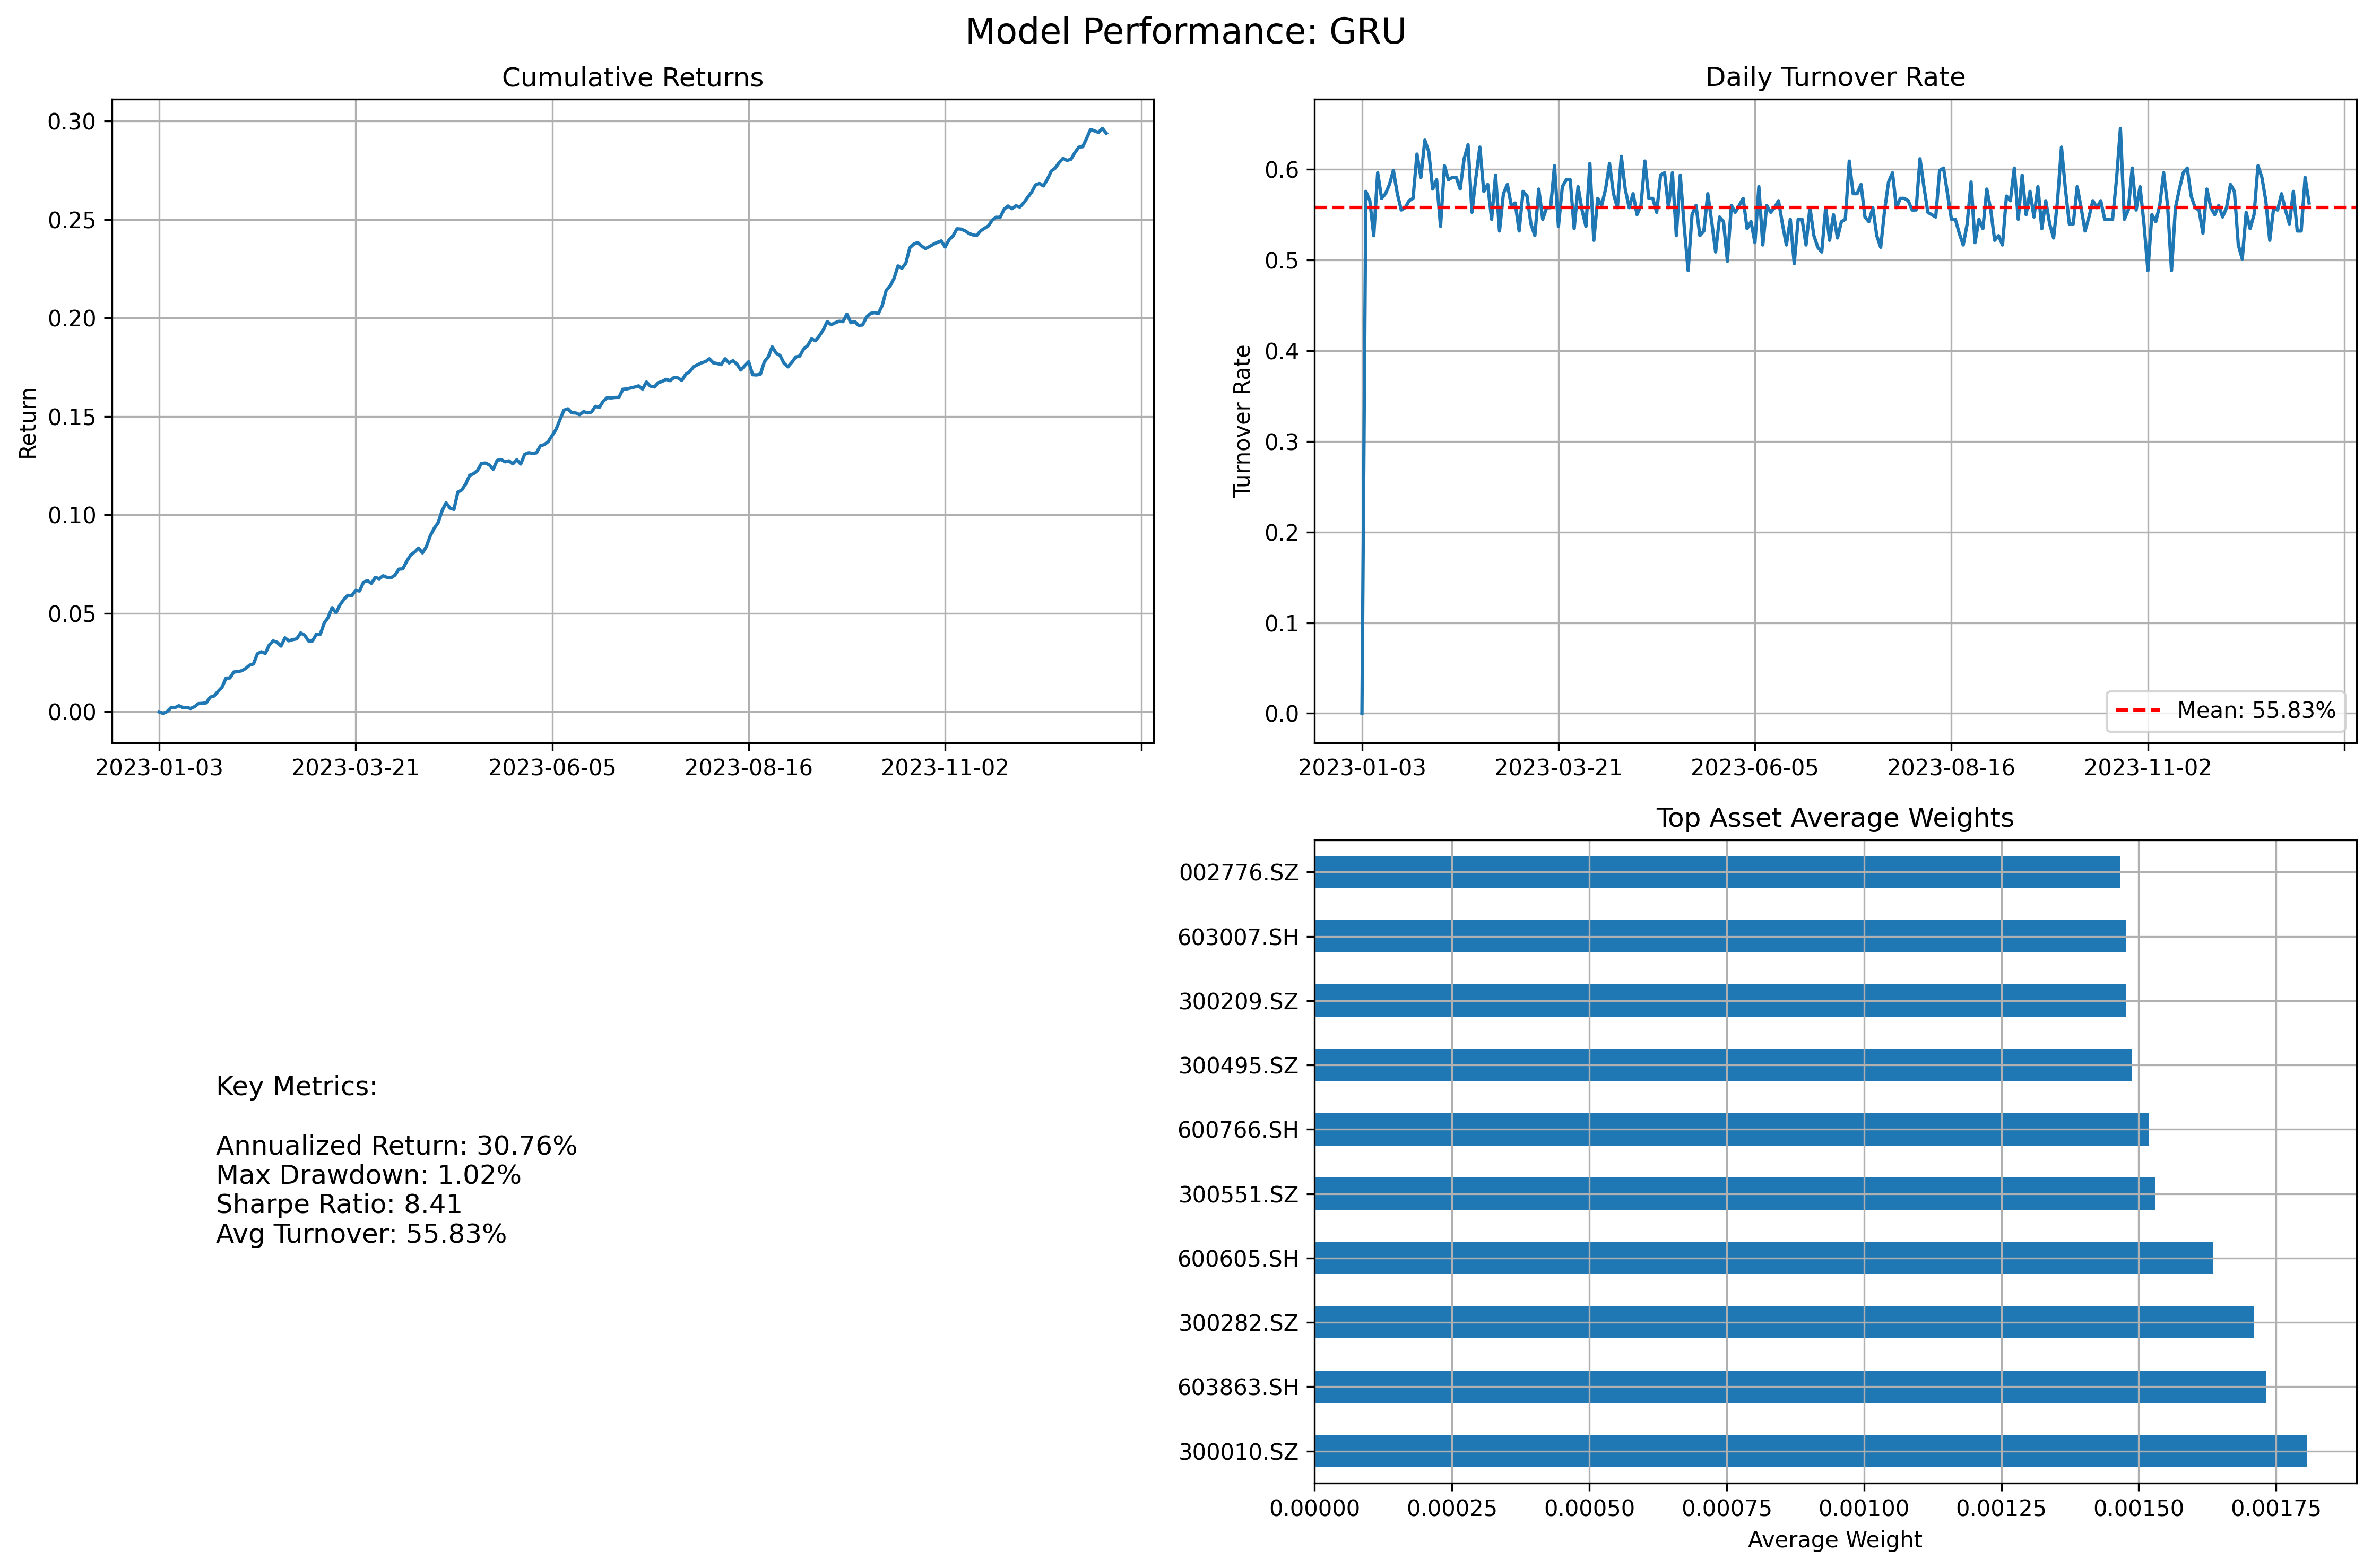 Model Performance: GRU
Cumulative Returns
Return
0.30
0.25
0.20
0.15
0.10
0.05
0.00
2023-01-03
2023-03-21
2023-06-05
2023-08-16
2023-11-02
Daily Turnover Rate
Turnover Rate
0.6
0.5
0.4
0.3
0.2
0.1
0.0
Mean: 55.83%
2023-01-03
2023-03-21
2023-06-05
2023-08-16
2023-11-02
Key Metrics:
Annualized Return: 30.76%
Max Drawdown: 1.02%
Sharpe Ratio: 8.41
Avg Turnover: 55.83%
Top Asset Average Weights
002776.SZ
603007.SH
300209.SZ
300495.SZ
600766.SH
300551.SZ
600605.SH
300282.SZ
603863.SH
300010.SZ
0.00000
0.00025
0.00050
0.00075
0.00100
0.00125
0.00150
0.00175
Average Weight